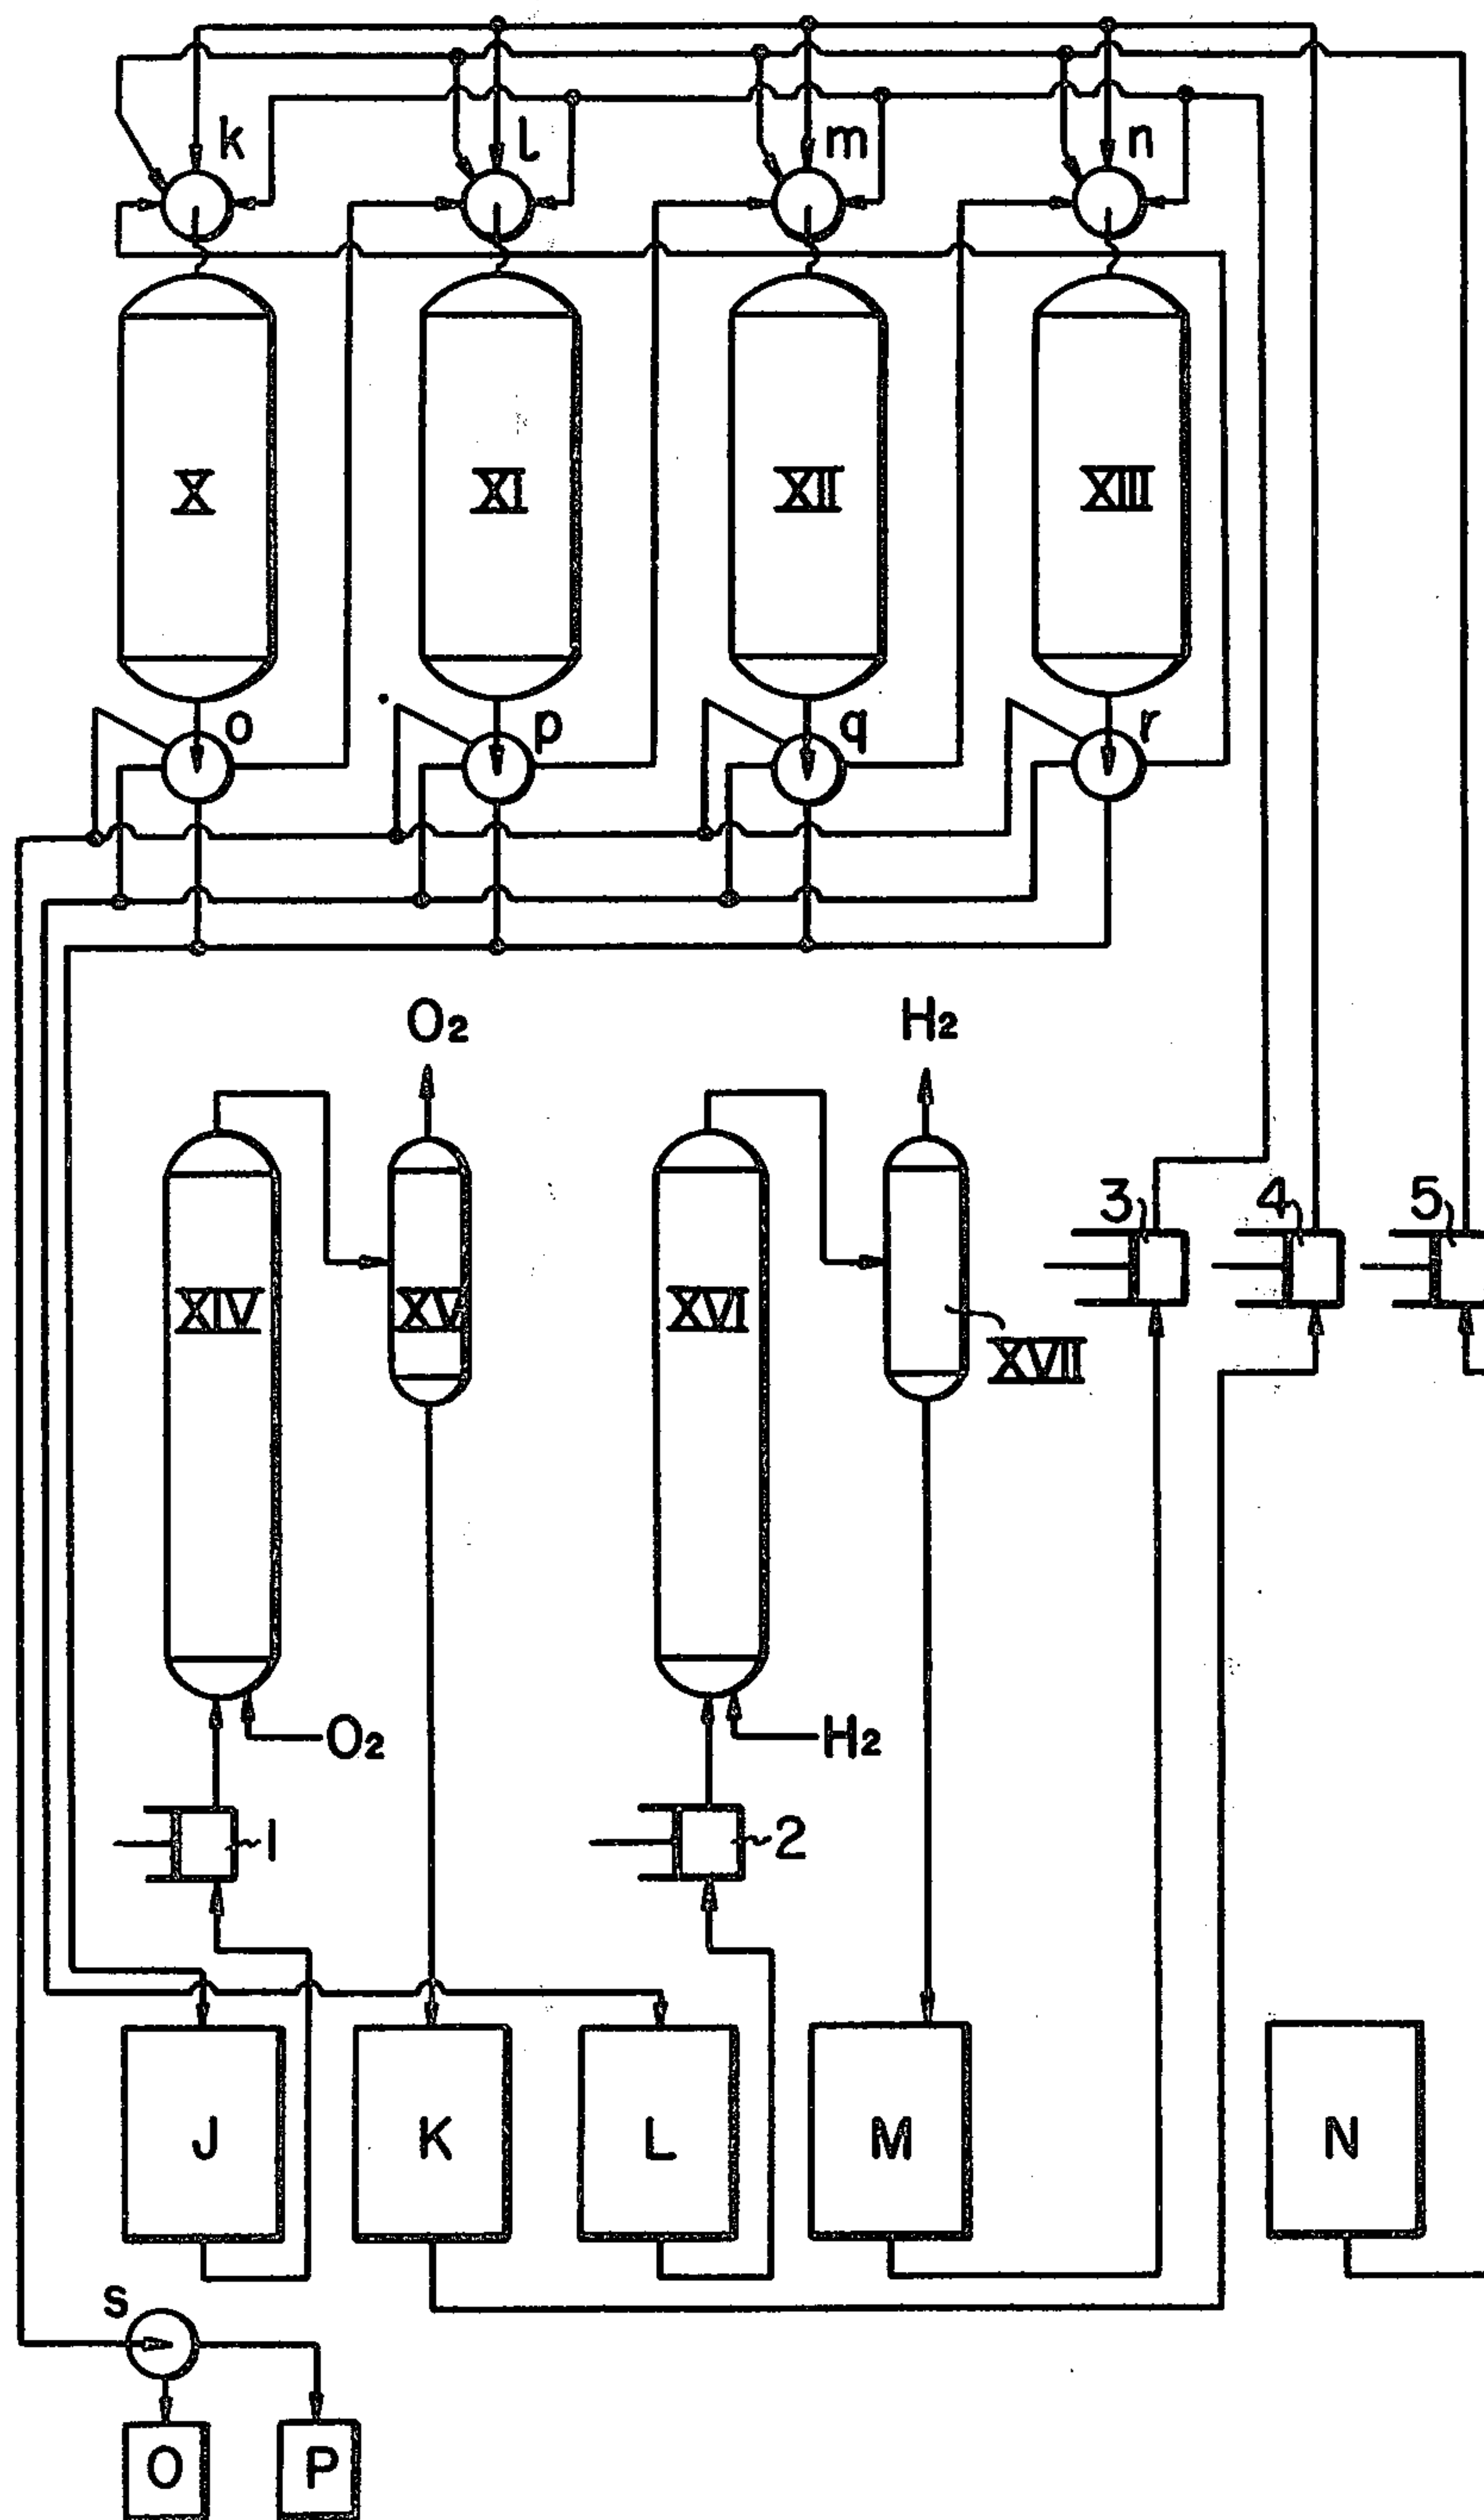 k l m n
X XI XII XIII
o p q r
O2 H2
3 4 5
XIV XV XVI
XVII
O2 H2
1 2
J K L M N
s
O P